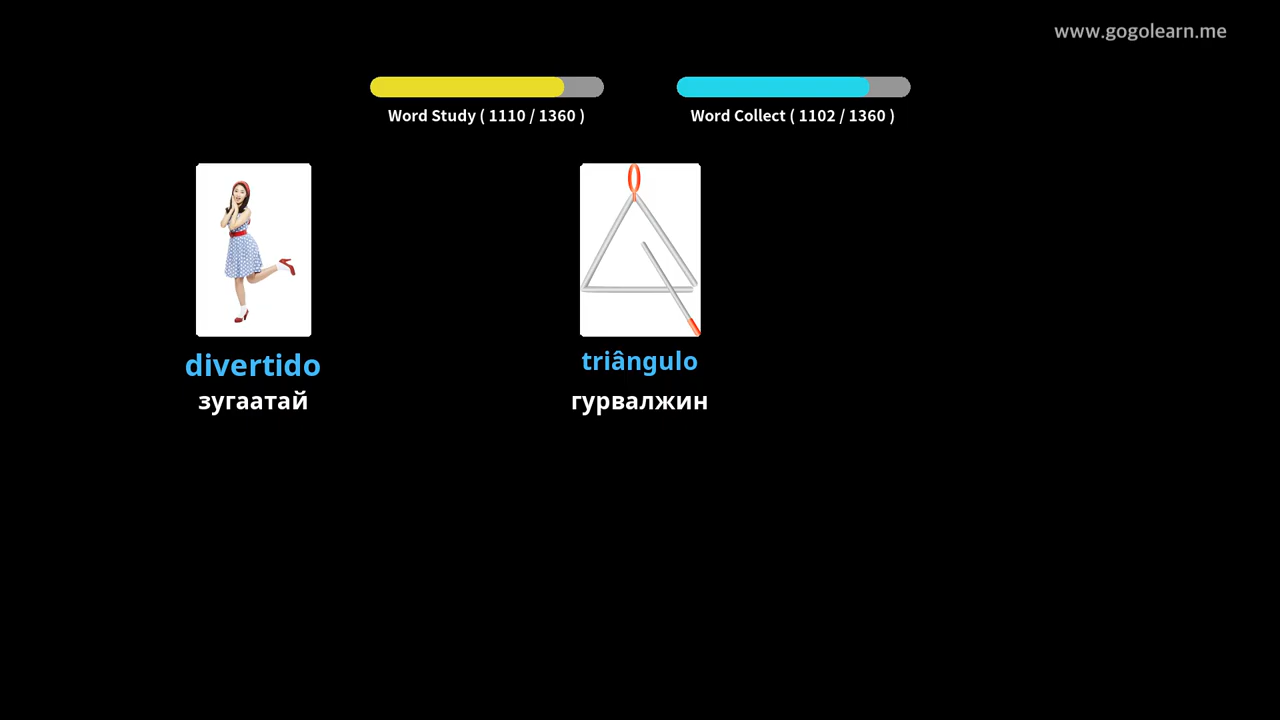 www.gogolearn.me
Word Study ( 1110 / 1360 )
Word Collect ( 1102 / 1360 )
divertido
зугаатай
triângulo
гурвалжин